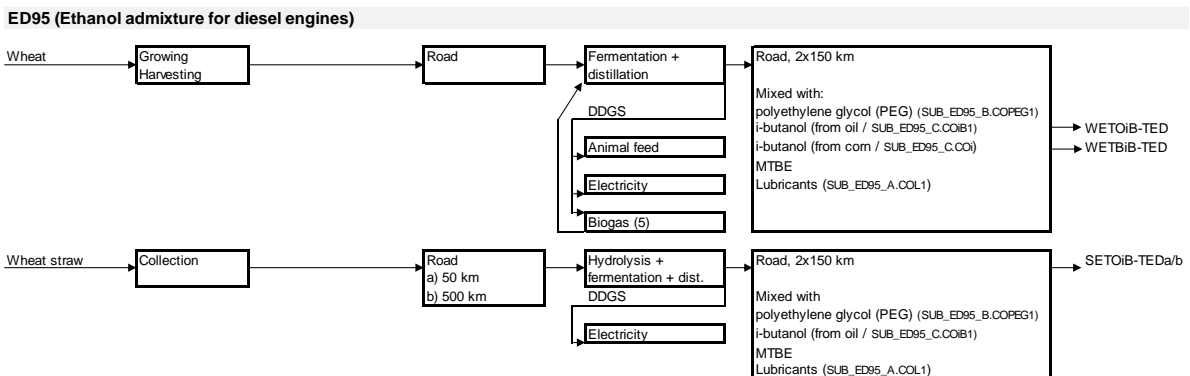 ED95 (Ethanol admixture for diesel engines)
Wheat
Growing
Harvesting
Road
Fermentation +
distillation
DDGS
Animal feed
Electricity
Biogas (5)
Road, 2x150 km
Mixed with:
polyethylene glycol (PEG) (SUB_ED95_B.COPEG1)
i-butanol (from oil / SUB_ED95_C.COiB1)
i-butanol (from corn / SUB_ED95_C.COi)
MTBE
Lubricants (SUB_ED95_A.COL1)
WETOiB-TED
WETBiB-TED
Wheat straw
Collection
Road
a) 50 km
b) 500 km
Hydrolysis +
fermentation + dist.
DDGS
Electricity
Road, 2x150 km
Mixed with
polyethylene glycol (PEG) (SUB_ED95_B.COPEG1)
i-butanol (from oil / SUB_ED95_C.COiB1)
MTBE
Lubricants (SUB_ED95_A.COL1)
SETOiB-TEDa/b